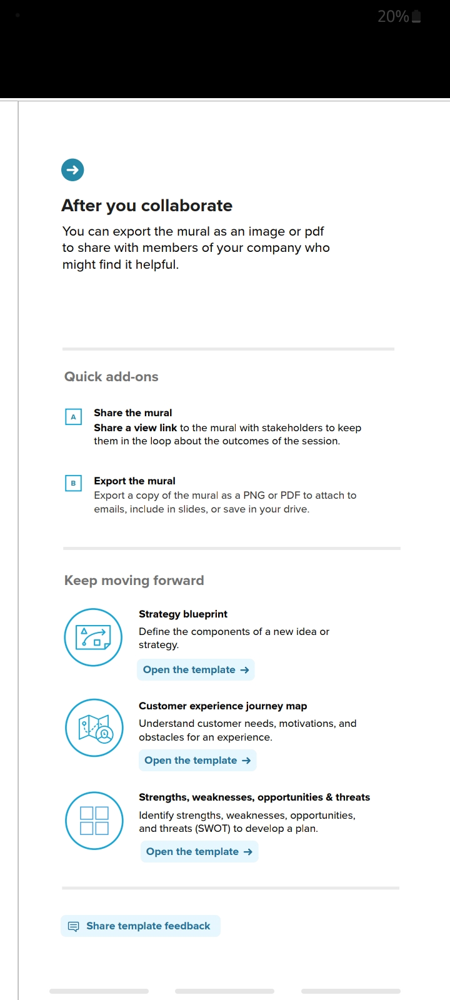 20%
After you collaborate
You can export the mural as an image or pdf
to share with members of your company who
might find it helpful.
Quick add-ons
A
Share the mural
Share a view link to the mural with stakeholders to keep
them in the loop about the outcomes of the session.
B
Export the mural
Export a copy of the mural as a PNG or PDF to attach to
emails, include in slides, or save in your drive.
Keep moving forward
Strategy blueprint
Define the components of a new idea or
strategy.
Open the template →
Customer experience journey map
Understand customer needs, motivations, and
obstacles for an experience.
Open the template →
Strengths, weaknesses, opportunities & threats
Identify strengths, weaknesses, opportunities,
and threats (SWOT) to develop a plan.
Open the template →
Share template feedback